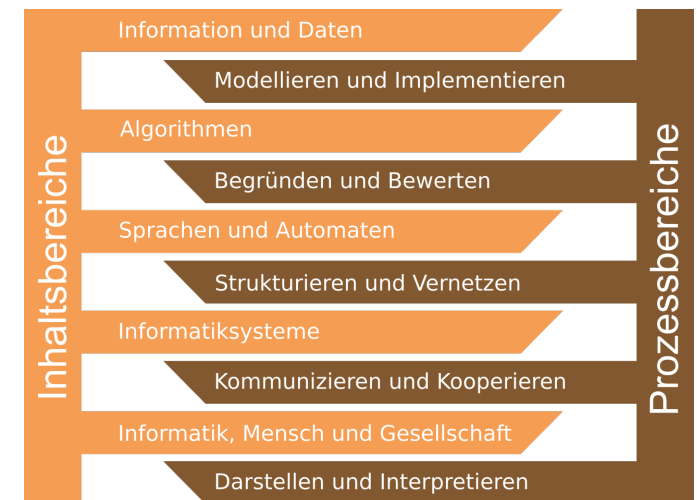 Inhaltsbereiche
Information und Daten
Modellieren und Implementieren
Algorithmen
Begründen und Bewerten
Sprachen und Automaten
Strukturieren und Vernetzen
Informatiksysteme
Kommunizieren und Kooperieren
Informatik, Mensch und Gesellschaft
Darstellen und Interpretieren
Prozessbereiche